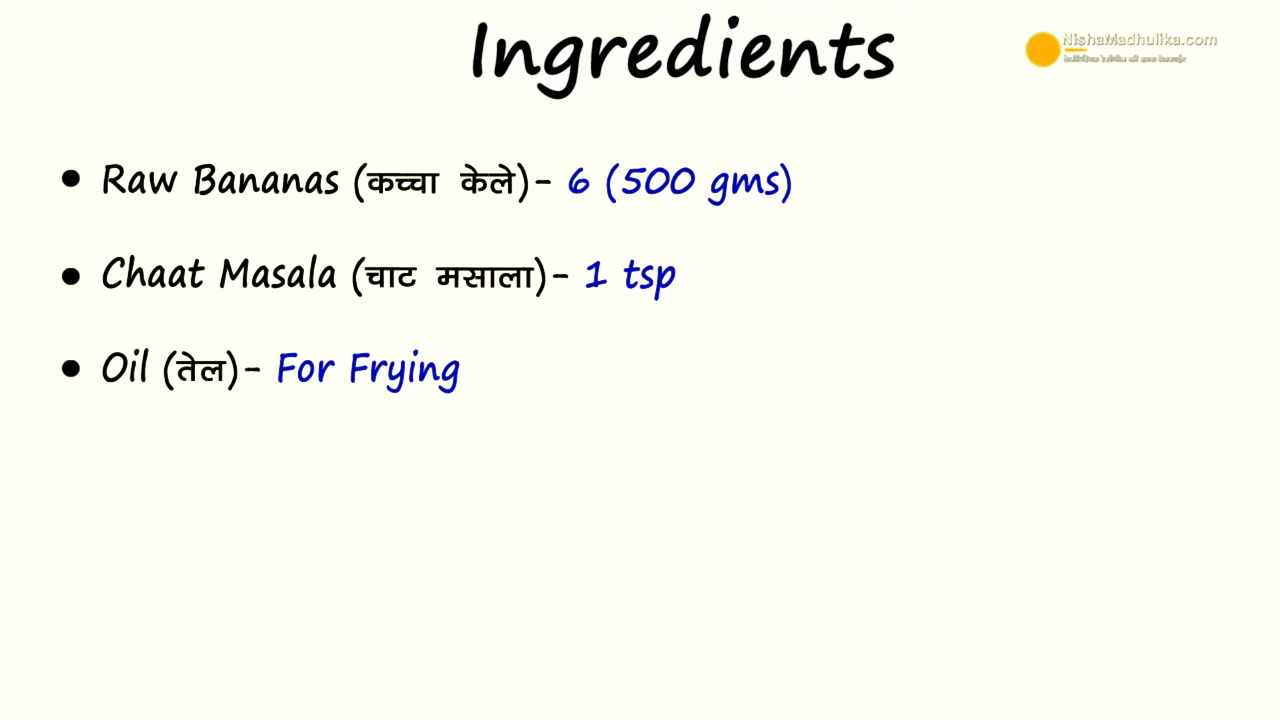 Ingredients
NishaMadhulika.com
• Raw Bananas (कच्चा केले)- 6 (500 gms)
• Chaat Masala (चाट मसाला)- 1 tsp
• Oil (तेल)- For Frying